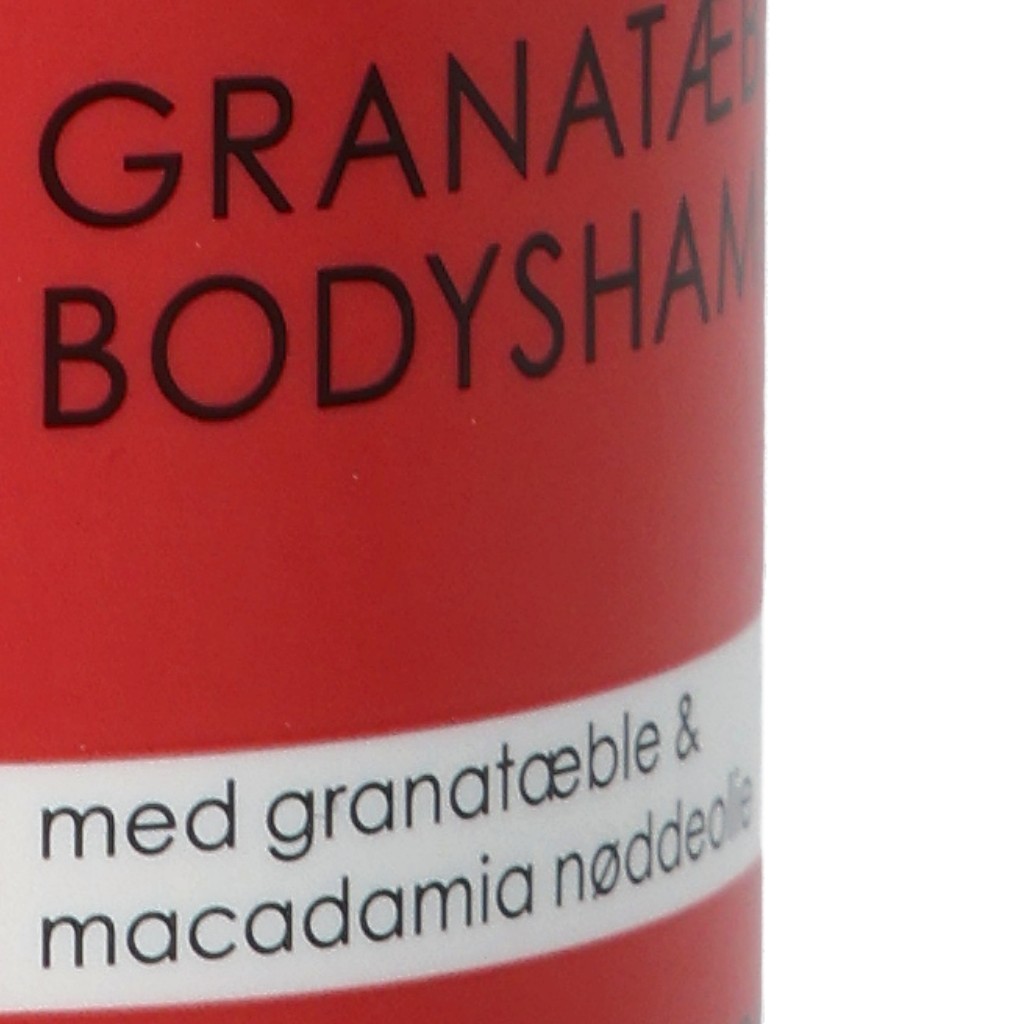 GRANATÆB
BODYSHAM
med granatæble &
macadamia nøddeolie